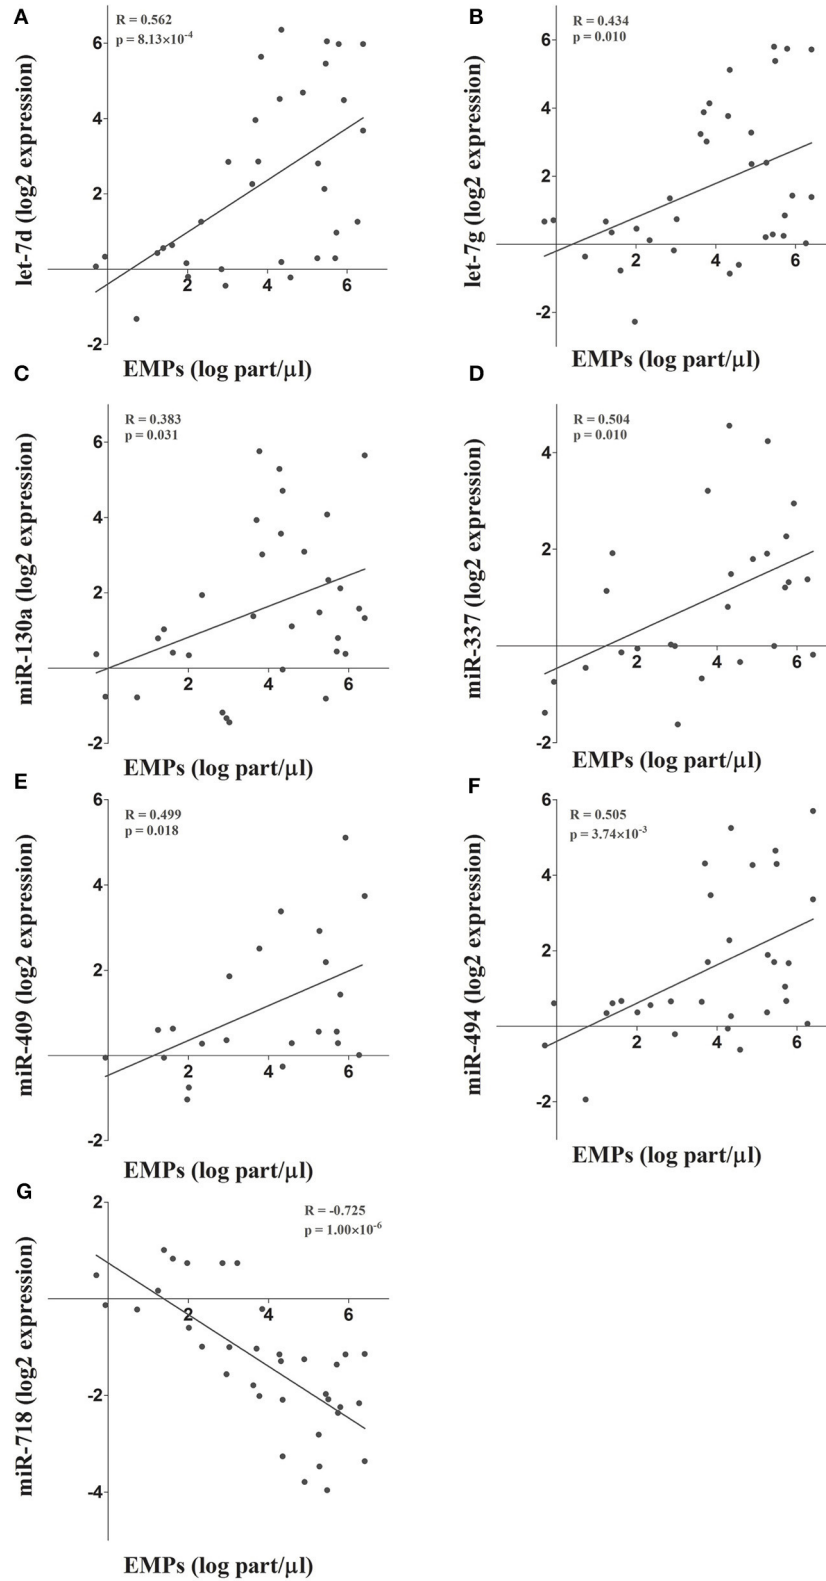 A
R = 0.562
p = 8.13×10-4
let-7d (log2 expression)
6
4
2
-2
2 4 6
EMPs (log part/µl)
B
R = 0.434
p = 0.010
let-7g (log2 expression)
6
4
2
-2
2 4 6
EMPs (log part/µl)
C
R = 0.383
p = 0.031
miR-130a (log2 expression)
6
4
2
-2
2 4 6
EMPs (log part/µl)
D
R = 0.504
p = 0.010
miR-337 (log2 expression)
4
2
-2
2 4 6
EMPs (log part/µl)
E
R = 0.499
p = 0.018
miR-409 (log2 expression)
6
4
2
-2
2 4 6
EMPs (log part/µl)
F
R = 0.505
p = 3.74×10-3
miR-494 (log2 expression)
6
4
2
-2
2 4 6
EMPs (log part/µl)
G
R = -0.725
p = 1.00×10-6
miR-718 (log2 expression)
2
-2
-4
2 4 6
EMPs (log part/µl)